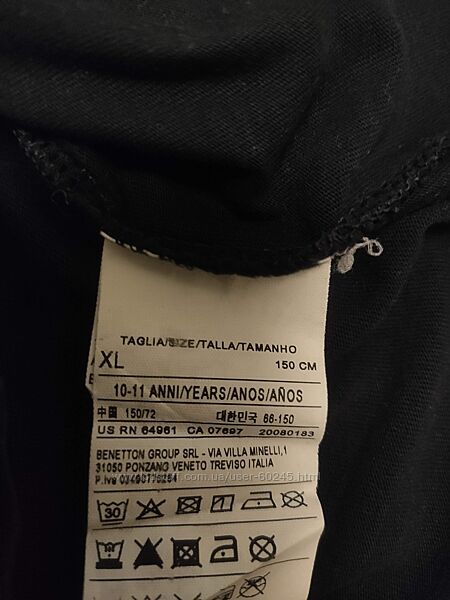 TAGLIA/SIZE/TALLA/TAMANHO
XL 150 CM
10-11 ANNI/YEARS/ANOS/AÑOS
中国 150/72 대한민국 66-150
US RN 64961 CA 07697 20080183
BENETTON GROUP SRL - VIA VILLA MINELLI,1
31050 PONZANG VENETO TREVISO ITALIA
P.Iva
30